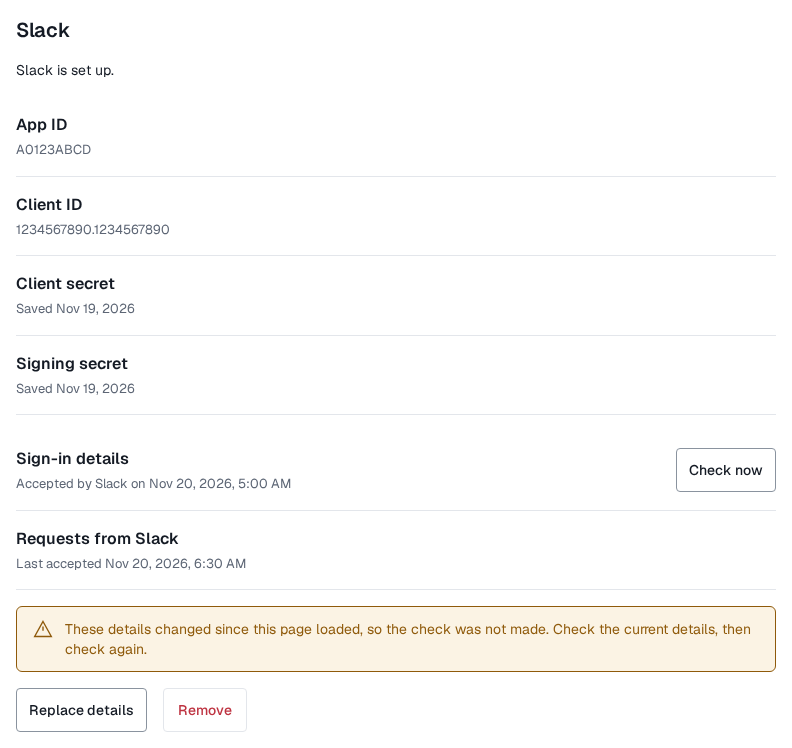 Slack
Slack is set up.
App ID
A0123ABCD
Client ID
1234567890.1234567890
Client secret
Saved Nov 19, 2026
Signing secret
Saved Nov 19, 2026
Sign-in details
Accepted by Slack on Nov 20, 2026, 5:00 AM
Check now
Requests from Slack
Last accepted Nov 20, 2026, 6:30 AM
These details changed since this page loaded, so the check was not made. Check the current details, then
check again.
Replace details
Remove